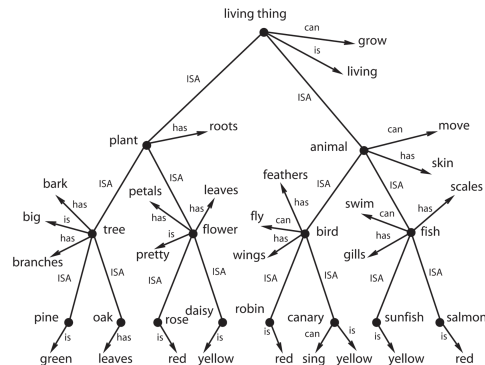 living thing
can
grow
is
living
ISA
ISA
plant
has
roots
animal
can
move
has
skin
ISA
ISA
ISA
ISA
bark
has
big
is
has
branches
tree
petals
has
leaves
has
is
pretty
flower
feathers
has
fly
can
has
wings
bird
swim
can
has
scales
has
gills
fish
ISA
ISA
ISA
ISA
ISA
ISA
ISA
ISA
pine
oak
rose
daisy
robin
canary
sunfish
salmon
is
has
is
is
is
can
is
is
is
green
leaves
red
yellow
red
sing
yellow
yellow
red